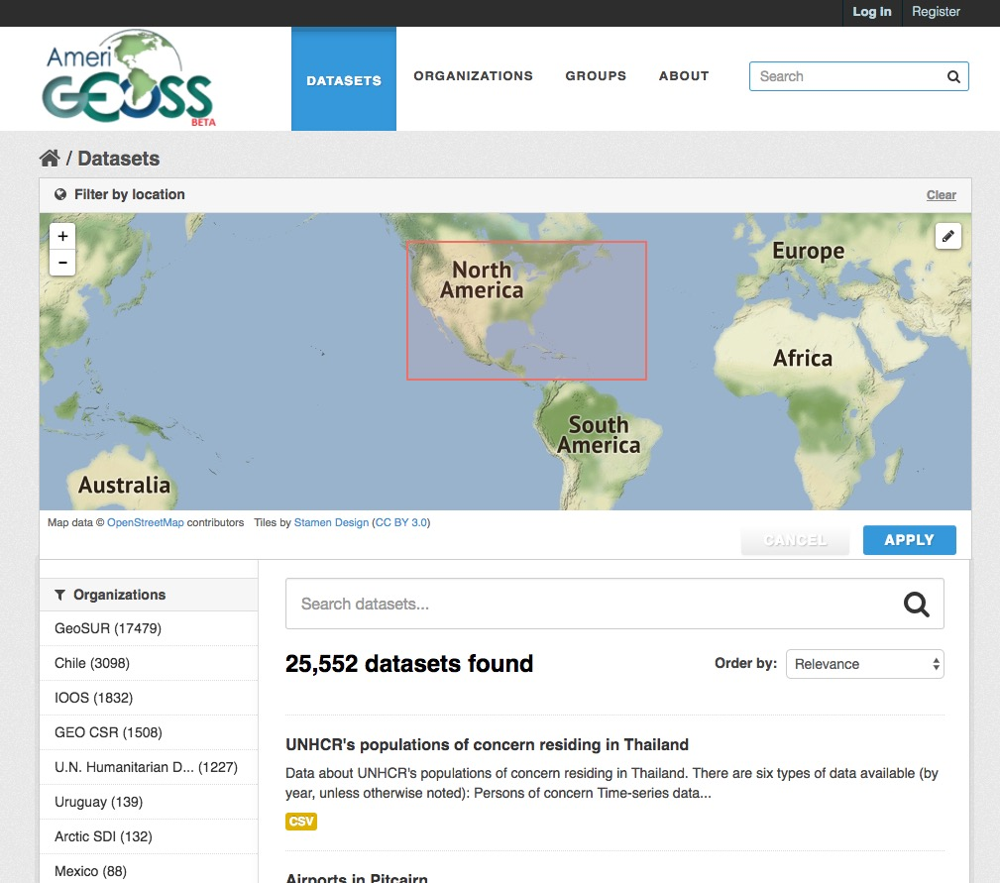 Log In Register
Ameri
GEOSS
BETA
DATASETS ORGANIZATIONS GROUPS ABOUT Search
/ Datasets
Filter by location Clear
+
−
North
America
Europe
Africa
South
America
Australia
Map data © OpenStreetMap contributors Tiles by Stamen Design (CC BY 3.0)
CANCEL APPLY
Organizations
GeoSUR (17479)
Chile (3098)
IOOS (1832)
GEO CSR (1508)
U.N. Humanitarian D... (1227)
Uruguay (139)
Arctic SDI (132)
Mexico (88)
Search datasets...
25,552 datasets found Order by: Relevance
UNHCR's populations of concern residing in Thailand
Data about UNHCR's populations of concern residing in Thailand. There are six types of data available (by
year, unless otherwise noted): Persons of concern Time-series data...
CSV
Airports in Pitcairn